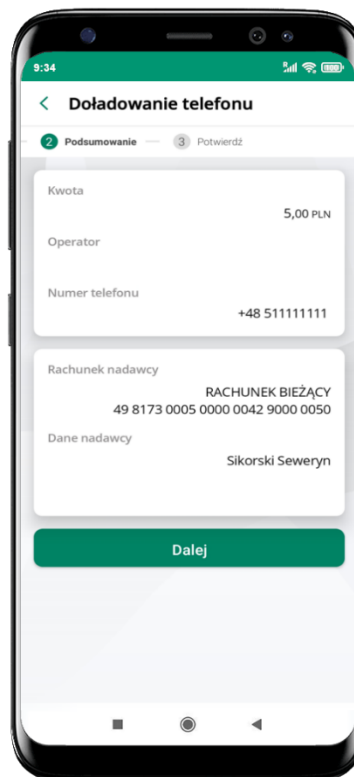 9:34
R
100
Doładowanie telefonu
2 Podsumowanie 3 Potwierdź
Kwota
5,00 PLN
Operator
Numer telefonu
+48 511111111
Rachunek nadawcy
RACHUNEK BIEŻĄCY
49 8173 0005 0000 0042 9000 0050
Dane nadawcy
Sikorski Seweryn
Dalej